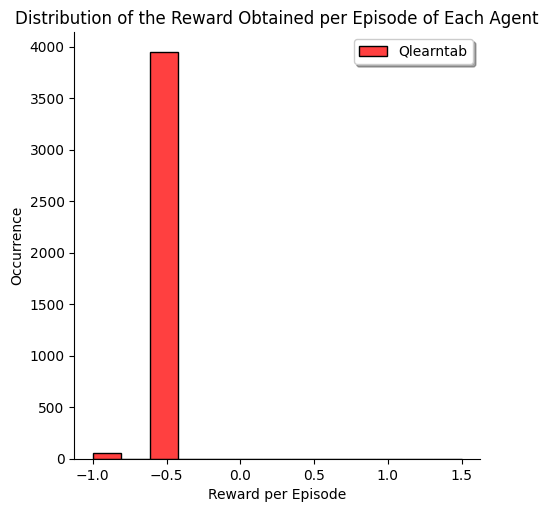 Distribution of the Reward Obtained per Episode of Each Agent
Qlearntab
4000
3500
3000
2500
2000
1500
1000
500
0
Occurrence
−1.0 −0.5 0.0 0.5 1.0 1.5
Reward per Episode